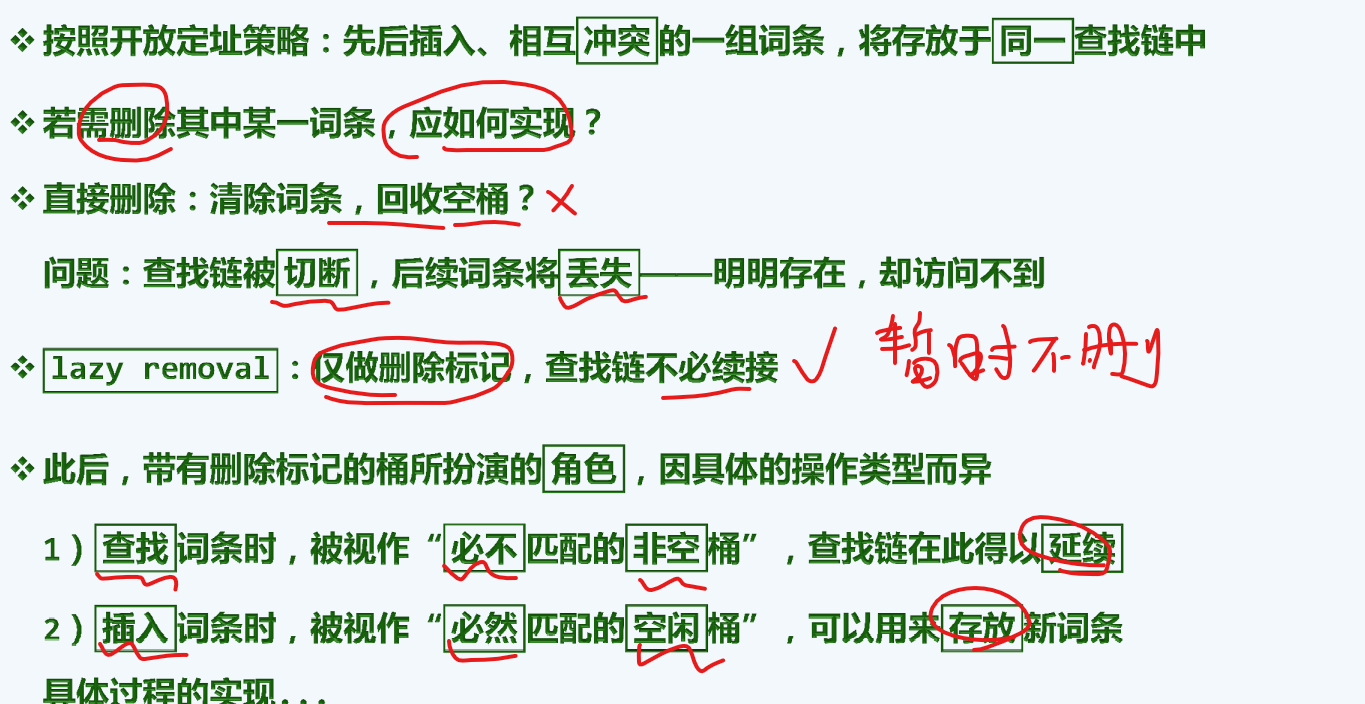 ❖ 按照开放定址策略：先后插入、相互冲突的一组词条，将存放于同一查找链中
❖ 若需删除其中某一词条，应如何实现？
❖ 直接删除：清除词条，回收空桶？×
问题：查找链被切断，后续词条将丢失——明明存在，却访问不到
❖ lazy removal：仅做删除标记，查找链不必续接 ✓ 暂时不删
❖ 此后，带有删除标记的桶所扮演的角色，因具体的操作类型而异
1）查找词条时，被视作“必不匹配的非空桶”，查找链在此得以延续
2）插入词条时，被视作“必然匹配的空闲桶”，可以用来存放新词条
具体过程的实现...